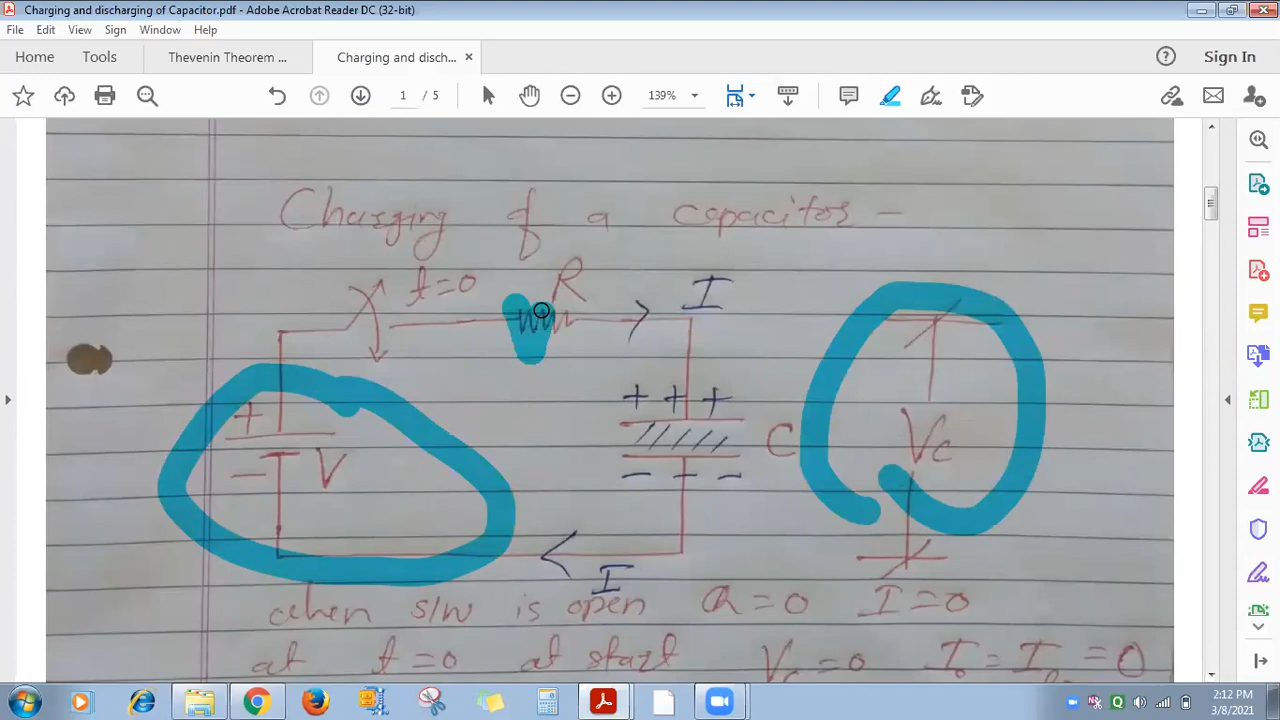 Charging and discharging of Capacitor.pdf - Adobe Acrobat Reader DC (32-bit)
File Edit View Sign Window Help
Home Tools Thevenin Theorem ... Charging and disch... ×
Sign In
1 / 5 139%
Charging of a capacitor -
t=0 R I
+ + +
+ V
-
C
Vc
- - -
I
when s/w is open Q = 0 I = 0
at t=0 at start Vc = 0
2:12 PM
3/8/2021